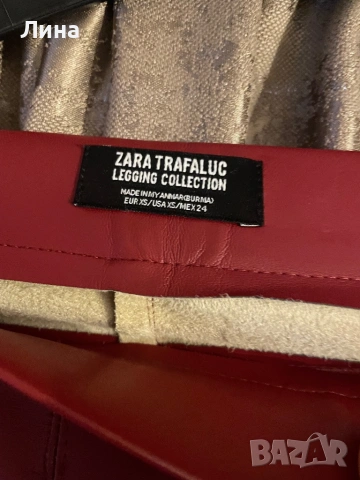 Лина
ZARA TRAFALUC
LEGGING COLLECTION
MADE IN MYANMAR(BURMA)
EUR XS/USA XS/MEX 24
BAZAR